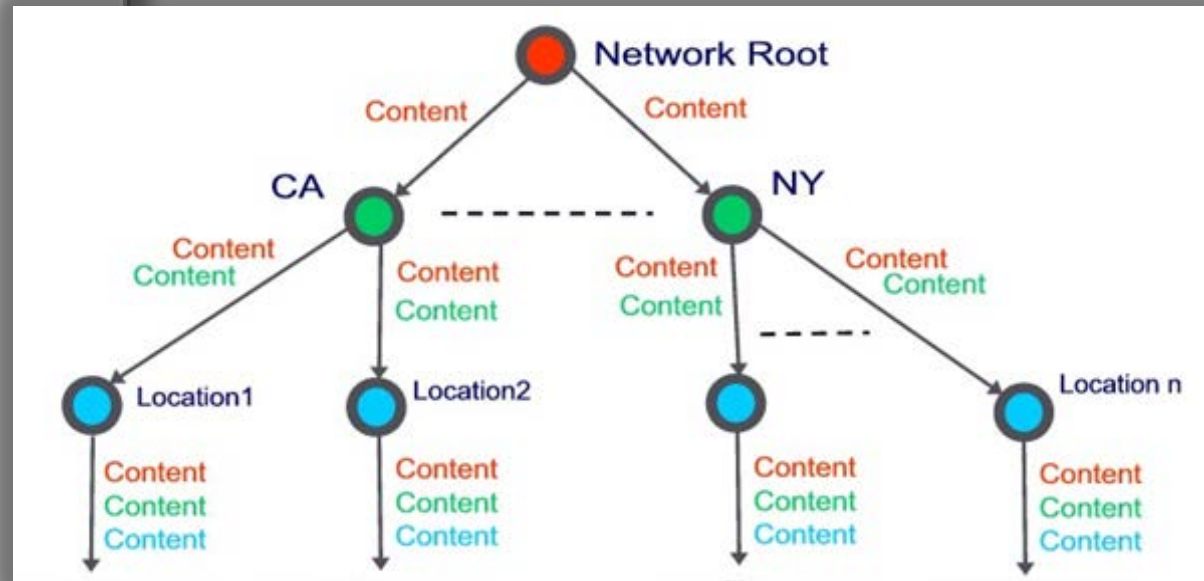 Network Root
Content
Content
CA
NY
Content
Content
Content
Content
Content
Content
Content
Content
Location1
Location2
Location n
Content
Content
Content
Content
Content
Content
Content
Content
Content
Content
Content
Content